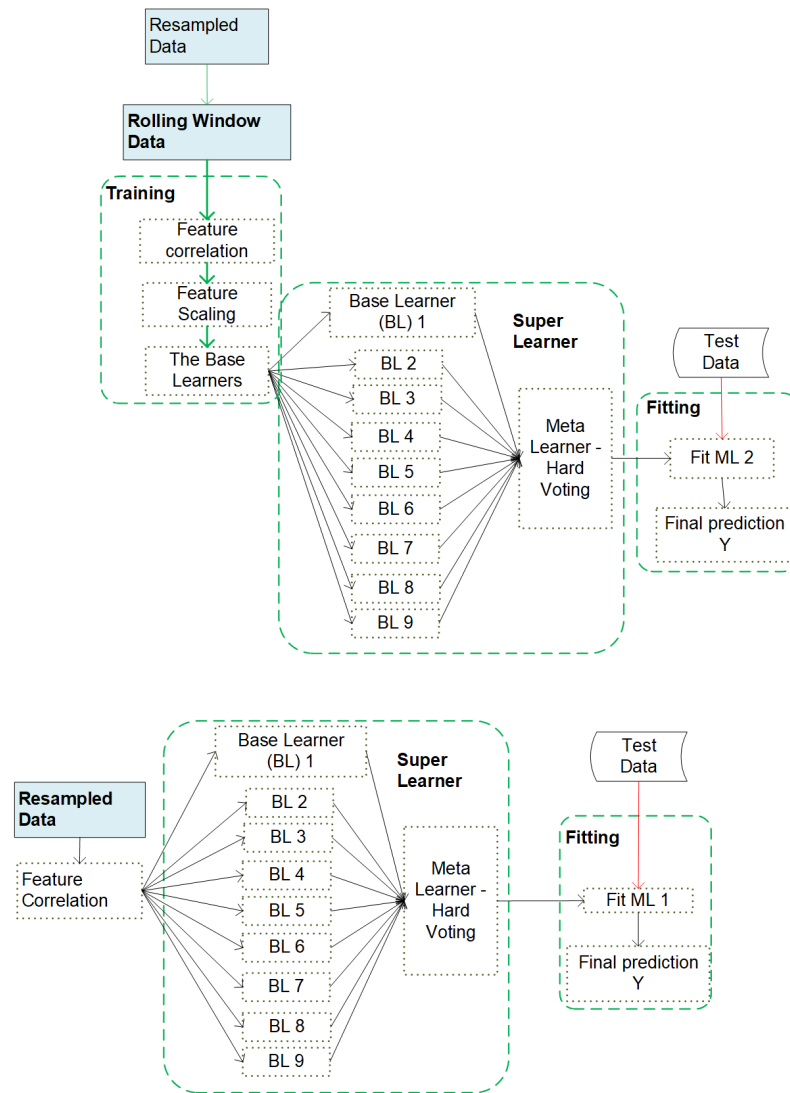 Resampled
Data
Rolling Window
Data
Training
Feature
correlation
Feature
Scaling
The Base
Learners
Base Learner
(BL) 1
Super
Learner
BL 2
BL 3
BL 4
BL 5
BL 6
BL 7
BL 8
BL 9
Meta
Learner -
Hard
Voting
Test
Data
Fitting
Fit ML 2
Final prediction
Y
Resampled
Data
Feature
Correlation
Base Learner
(BL) 1
Super
Learner
BL 2
BL 3
BL 4
BL 5
BL 6
BL 7
BL 8
BL 9
Meta
Learner -
Hard
Voting
Test
Data
Fitting
Fit ML 1
Final prediction
Y